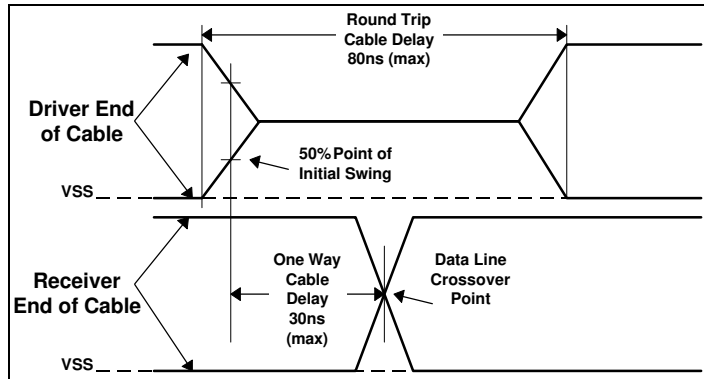 Round Trip
Cable Delay
80ns (max)
Driver End
of Cable
50% Point of
Initial Swing
VSS
One Way
Cable
Delay
30ns
(max)
Data Line
Crossover
Point
Receiver
End of Cable
VSS